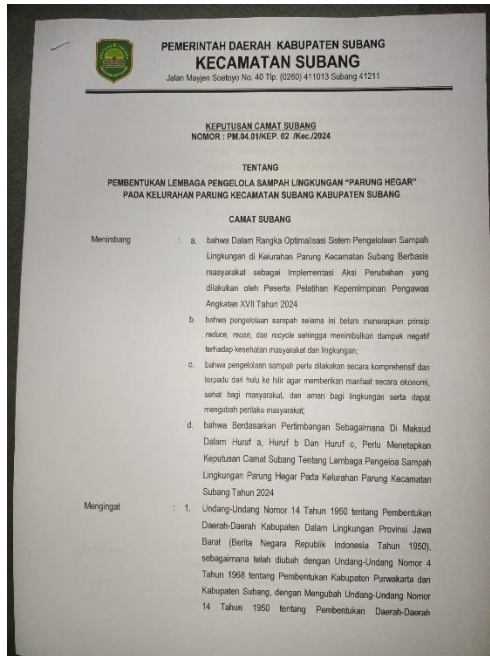 PEMERINTAH DAERAH KABUPATEN SUBANG
KECAMATAN SUBANG
Jalan Mayjen Soetoyo No. 40 Tlp. (0260) 411013 Subang 41211
KEPUTUSAN CAMAT SUBANG
NOMOR : PM.04.01/KEP. 02 /Kec./2024
TENTANG
PEMBENTUKAN LEMBAGA PENGELOLA SAMPAH LINGKUNGAN "PARUNG HEGAR"
PADA KELURAHAN PARUNG KECAMATAN SUBANG KABUPATEN SUBANG
CAMAT SUBANG
Menimbang : a. bahwa Dalam Rangka Optimalisasi Sistem Pengelolaan Sampah
Lingkungan di Kelurahan Parung Kecamatan Subang Berbasis
masyarakat sebagai Implementasi Aksi Perubahan yang
dilakukan oleh Peserta Pelatihan Kepemimpinan Pengawas
Angkatan XVII Tahun 2024
b. bahwa pengelolaan sampah selama ini belum menerapkan prinsip
reduce, reuse, dan recycle sehingga menimbulkan dampak negatif
terhadap kesehatan masyarakat dan lingkungan;
c. bahwa pengelolaan sampah perlu dilakukan secara komprehensif dan
terpadu dari hulu ke hilir agar memberikan manfaat secara ekonomi,
sehat bagi masyarakat, dan aman bagi lingkungan serta dapat
mengubah perilaku masyarakat;
d. bahwa Berdasarkan Pertimbangan Sebagaimana Di Maksud
Dalam Huruf a, Huruf b Dan Huruf c, Perlu Menetapkan
Keputusan Camat Subang Tentang Lembaga Pengeloa Sampah
Lingkungan Parung Hegar Pada Kelurahan Parung Kecamatan
Subang Tahun 2024
Mengingat : 1. Undang-Undang Nomor 14 Tahun 1950 tentang Pembentukan
Daerah-Daerah Kabupaten Dalam Lingkungan Provinsi Jawa
Barat (Berita Negara Republik Indonesia Tahun 1950),
sebagaimana telah diubah dengan Undang-Undang Nomor 4
Tahun 1968 tentang Pembentukan Kabupaten Purwakarta dan
Kabupaten Subang, dengan Mengubah Undang-Undang Nomor
14 Tahun 1950 tentang Pembentukan Daerah-Daerah